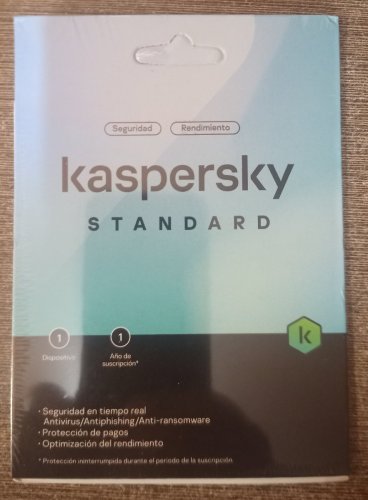 Seguridad Rendimiento
kaspersky
STANDARD
1 1
Dispositivo Año de
suscripción*
k
· Seguridad en tiempo real
Antivirus/Antiphishing/Anti-ransomware
· Protección de pagos
· Optimización del rendimiento
* Protección ininterrumpida durante el periodo de la suscripción.